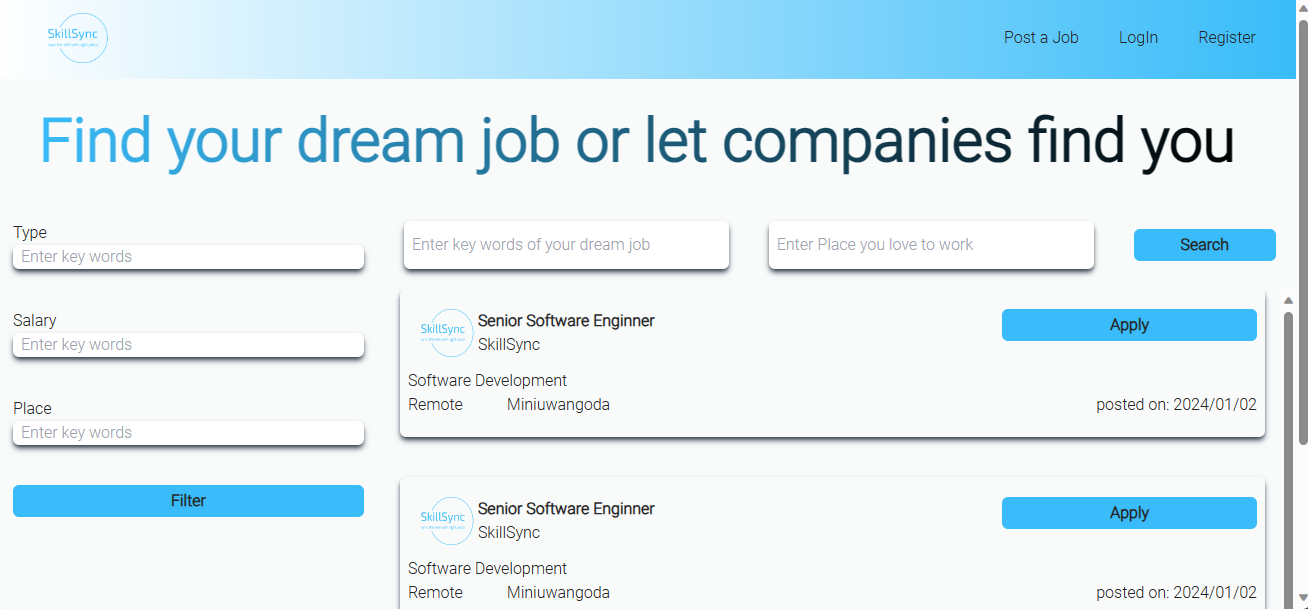 SkillSync
Post a Job
LogIn
Register
Find your dream job or let companies find you
Type
Enter key words
Salary
Enter key words
Place
Enter key words
Filter
Enter key words of your dream job
Enter Place you love to work
Search
SkillSync
Senior Software Enginner
SkillSync
Apply
Software Development
Remote Miniuwangoda posted on: 2024/01/02
SkillSync
Senior Software Enginner
SkillSync
Apply
Software Development
Remote Miniuwangoda posted on: 2024/01/02